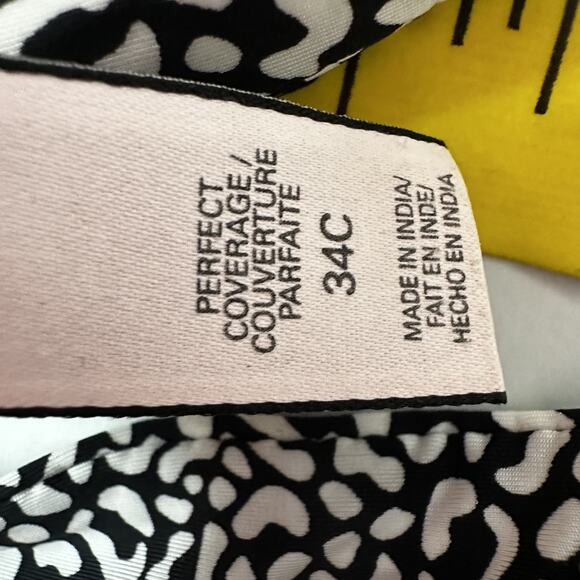 PERFECT
COVERAGE /
COUVERTURE
PARFAITE
34C
MADE IN INDIA/
FAIT EN INDE/
HECHO EN INDIA